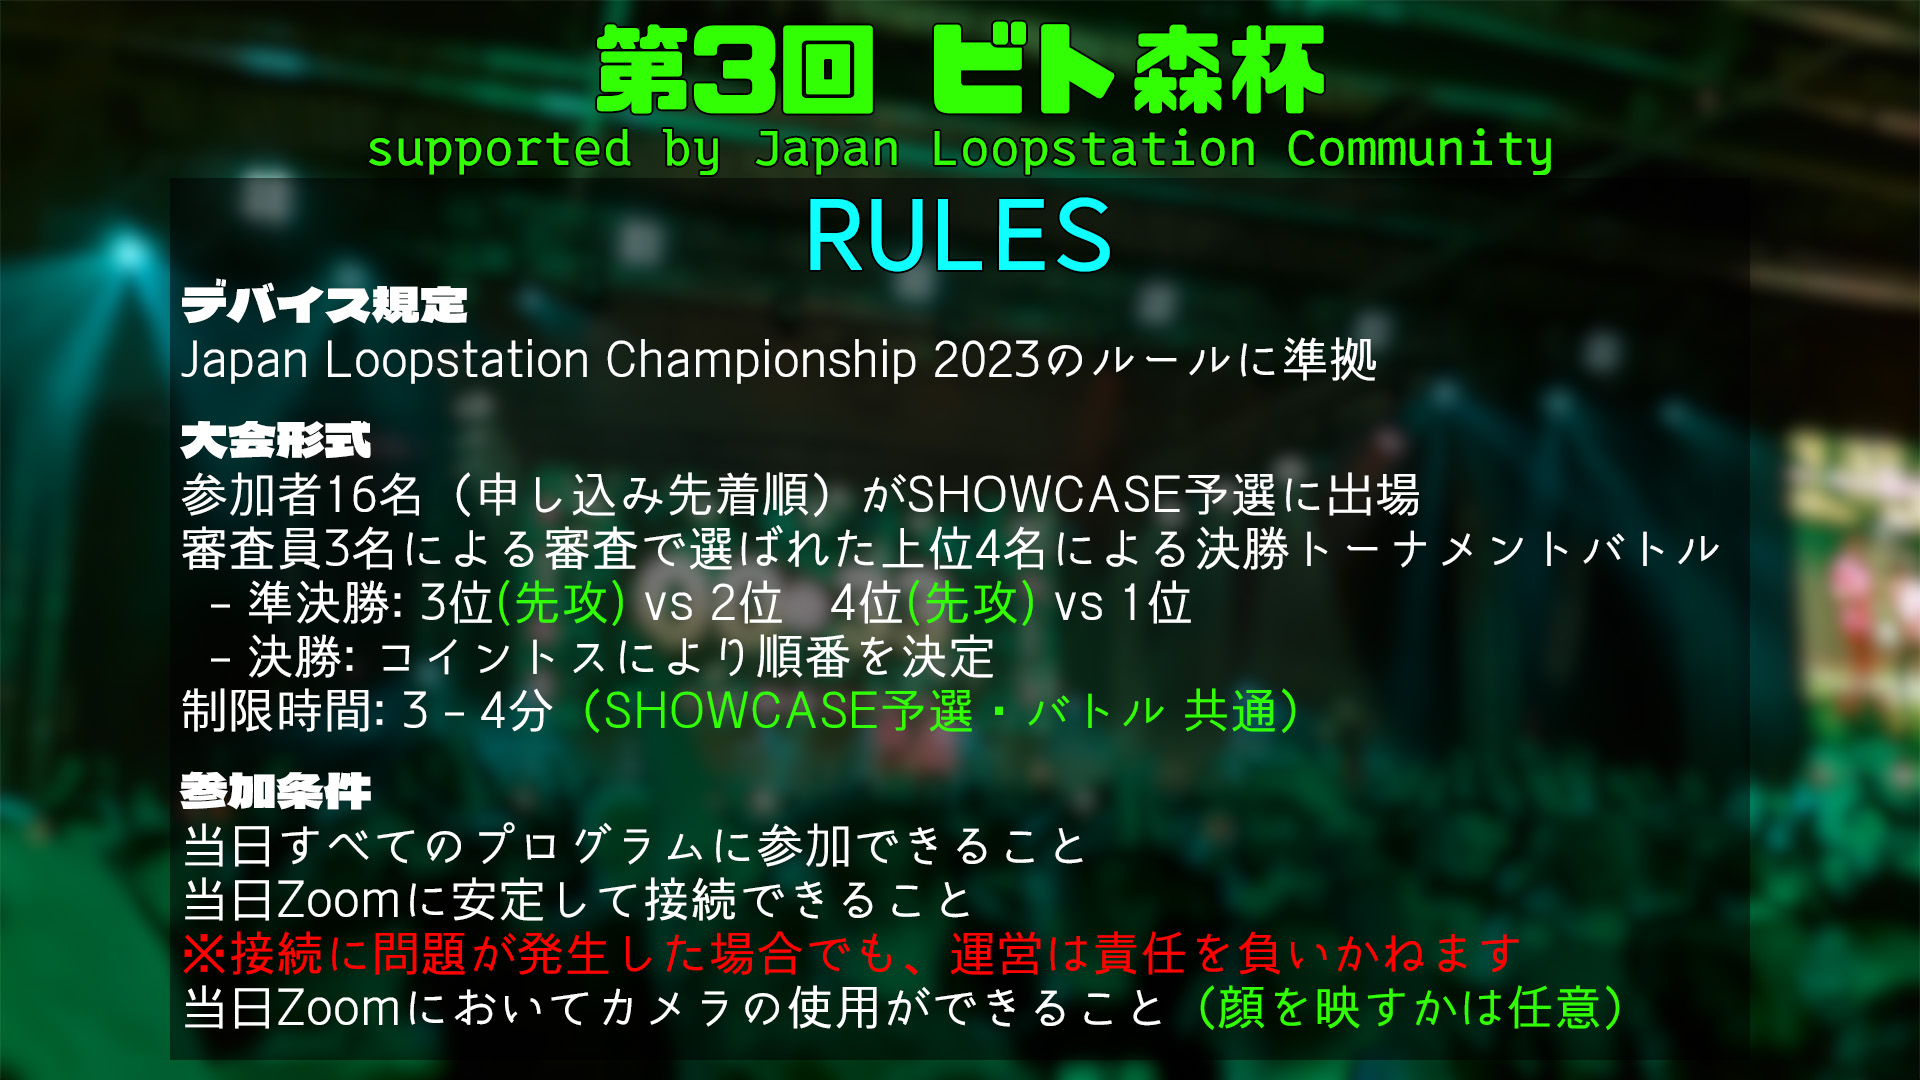 第3回 ビト森杯
supported by Japan Loopstation Community
RULES
デバイス規定
Japan Loopstation Championship 2023のルールに準拠
大会形式
参加者16名（申し込み先着順）がSHOWCASE予選に出場
審査員3名による審査で選ばれた上位4名による決勝トーナメントバトル
– 準決勝: 3位(先攻) vs 2位　4位(先攻) vs 1位
– 決勝: コイントスにより順番を決定
制限時間: 3 – 4分（SHOWCASE予選・バトル 共通）
参加条件
当日すべてのプログラムに参加できること
当日Zoomに安定して接続できること
※接続に問題が発生した場合でも、運営は責任を負いかねます
当日Zoomにおいてカメラの使用ができること（顔を映すかは任意）